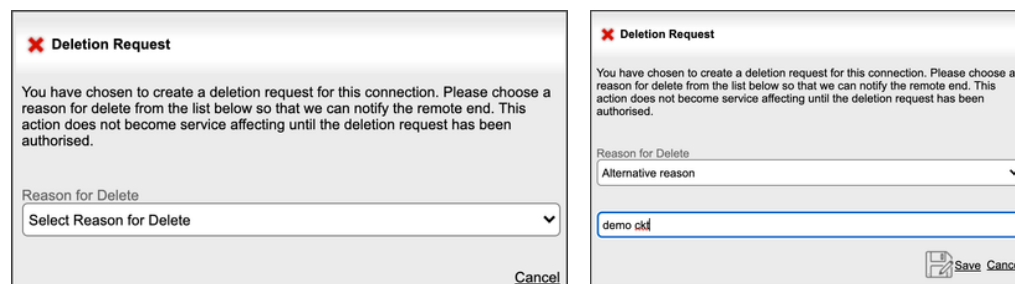 Deletion Request
You have chosen to create a deletion request for this connection. Please choose a
reason for delete from the list below so that we can notify the remote end. This
action does not become service affecting until the deletion request has been
authorised.
Reason for Delete
Select Reason for Delete
Cancel
Deletion Request
You have chosen to create a deletion request for this connection. Please choose a
reason for delete from the list below so that we can notify the remote end. This
action does not become service affecting until the deletion request has been
authorised.
Reason for Delete
Alternative reason
demo ckt
Save Cance